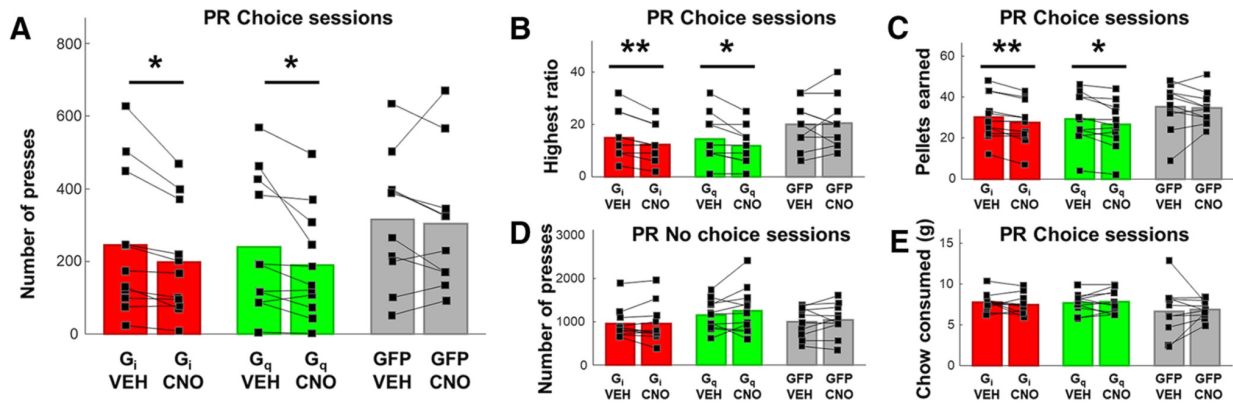 A
PR Choice sessions
Number of presses
800
600
400
200
0
*
*
Gi Gi Gq Gq GFP GFP
VEH CNO VEH CNO VEH CNO
B
PR Choice sessions
Highest ratio
40
20
0
**
*
Gi Gi Gq Gq GFP GFP
VEH CNO VEH CNO VEH CNO
C
PR Choice sessions
Pellets earned
60
40
20
0
**
*
Gi Gi Gq Gq GFP GFP
VEH CNO VEH CNO VEH CNO
D
PR No choice sessions
Number of presses
3000
2000
1000
0
Gi Gi Gq Gq GFP GFP
VEH CNO VEH CNO VEH CNO
E
PR Choice sessions
Chow consumed (g)
15
10
5
0
Gi Gi Gq Gq GFP GFP
VEH CNO VEH CNO VEH CNO